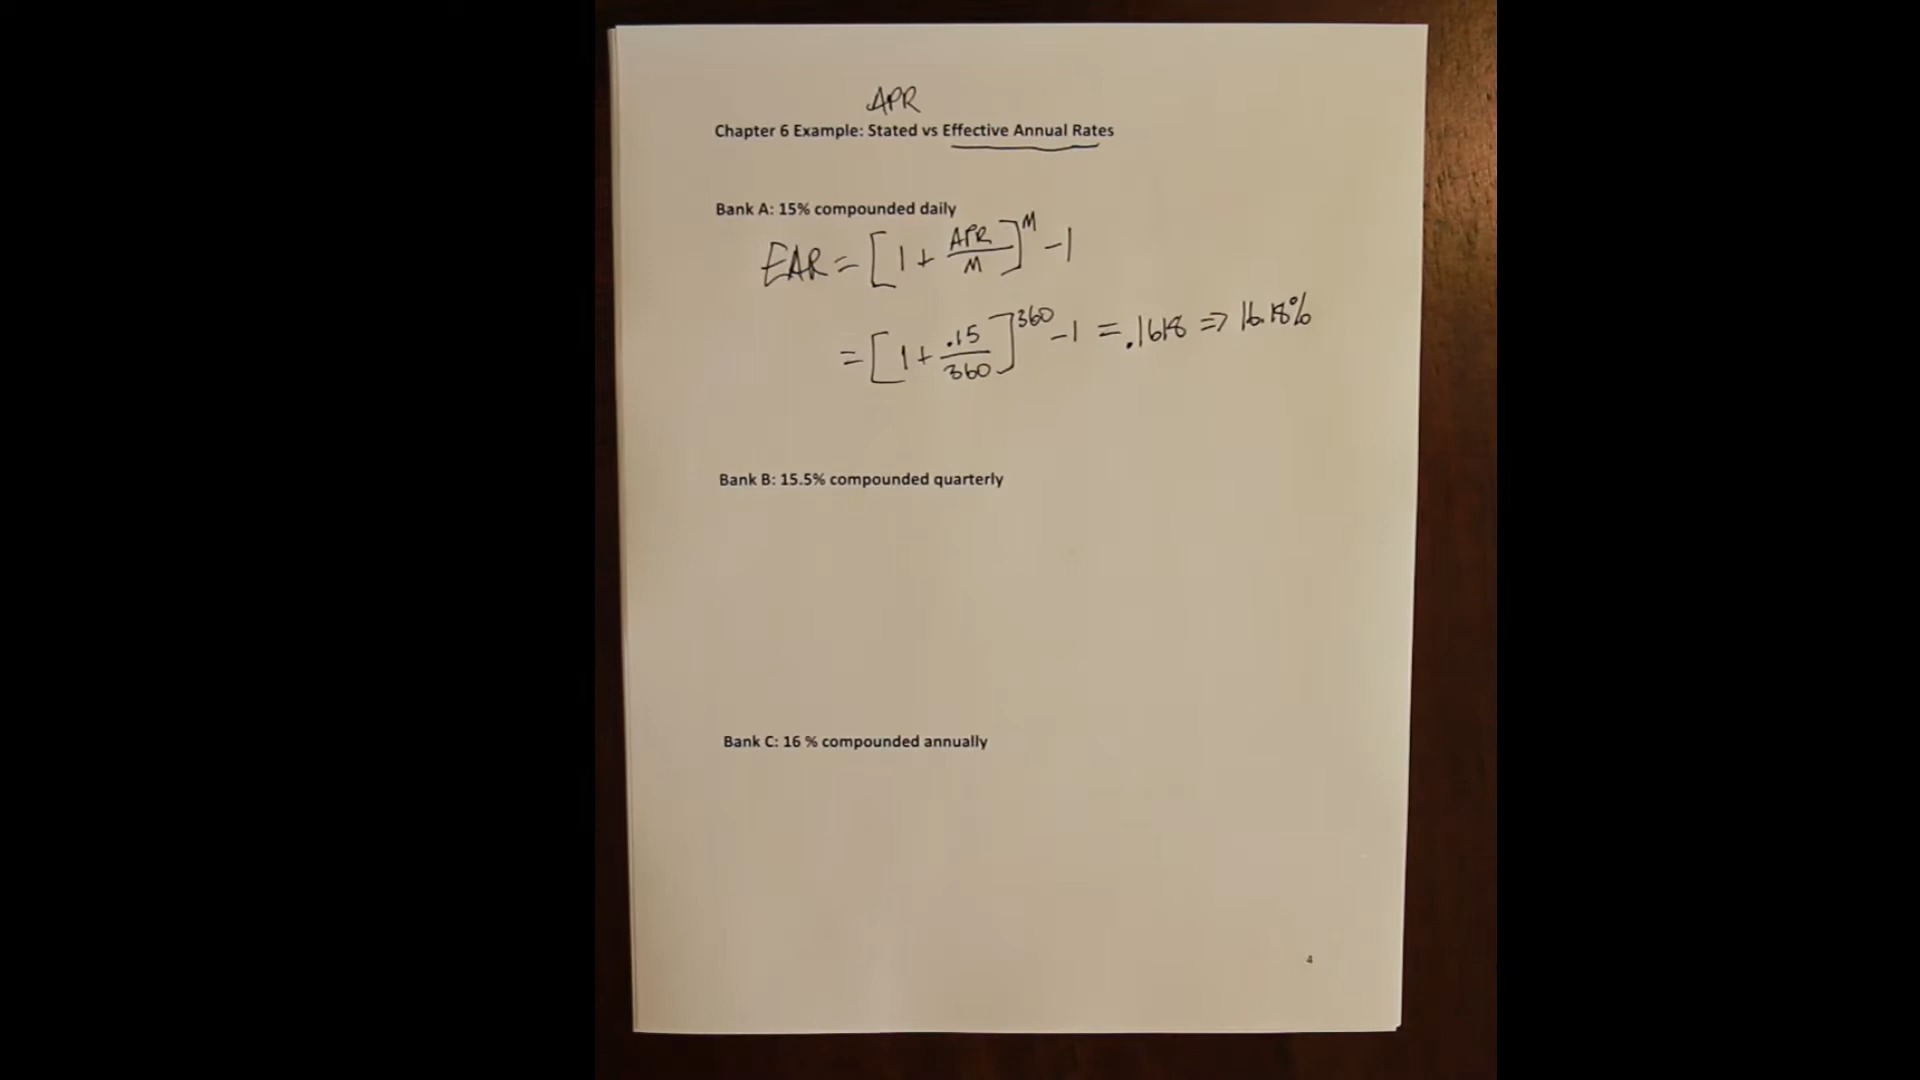 APR
Chapter 6 Example: Stated vs Effective Annual Rates
Bank A: 15% compounded daily
EAR = [1 + APR/M]^M - 1
= [1 + .15/360]^360 - 1 = .1618 => 16.18%
Bank B: 15.5% compounded quarterly
Bank C: 16 % compounded annually
4